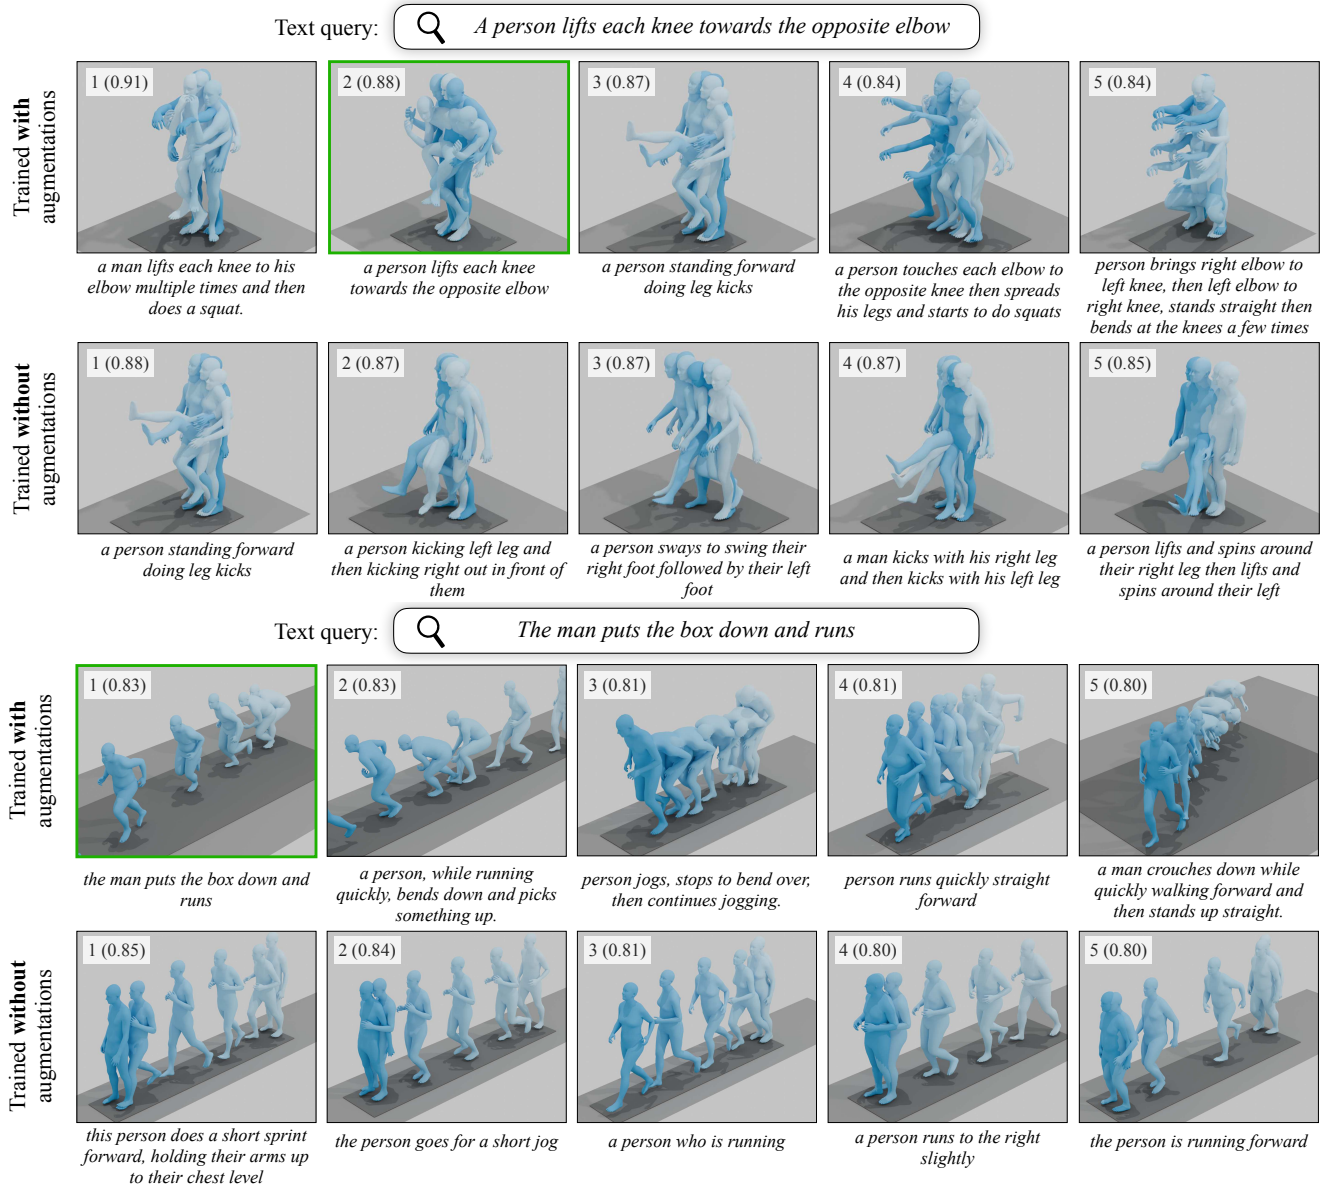 Text query: A person lifts each knee towards the opposite elbow
Trained with
augmentations
1 (0.91)
2 (0.88)
3 (0.87)
4 (0.84)
5 (0.84)
a man lifts each knee to his
elbow multiple times and then
does a squat.
a person lifts each knee
towards the opposite elbow
a person standing forward
doing leg kicks
a person touches each elbow to
the opposite knee then spreads
his legs and starts to do squats
person brings right elbow to
left knee, then left elbow to
right knee, stands straight then
bends at the knees a few times
Trained without
augmentations
1 (0.88)
2 (0.87)
3 (0.87)
4 (0.87)
5 (0.85)
a person standing forward
doing leg kicks
a person kicking left leg and
then kicking right out in front of
them
a person sways to swing their
right foot followed by their left
foot
a man kicks with his right leg
and then kicks with his left leg
a person lifts and spins around
their right leg then lifts and
spins around their left
Text query: The man puts the box down and runs
Trained with
augmentations
1 (0.83)
2 (0.83)
3 (0.81)
4 (0.81)
5 (0.80)
the man puts the box down and
runs
a person, while running
quickly, bends down and picks
something up.
person jogs, stops to bend over,
then continues jogging.
person runs quickly straight
forward
a man crouches down while
quickly walking forward and
then stands up straight.
Trained without
augmentations
1 (0.85)
2 (0.84)
3 (0.81)
4 (0.80)
5 (0.80)
this person does a short sprint
forward, holding their arms up
to their chest level
the person goes for a short jog
a person who is running
a person runs to the right
slightly
the person is running forward